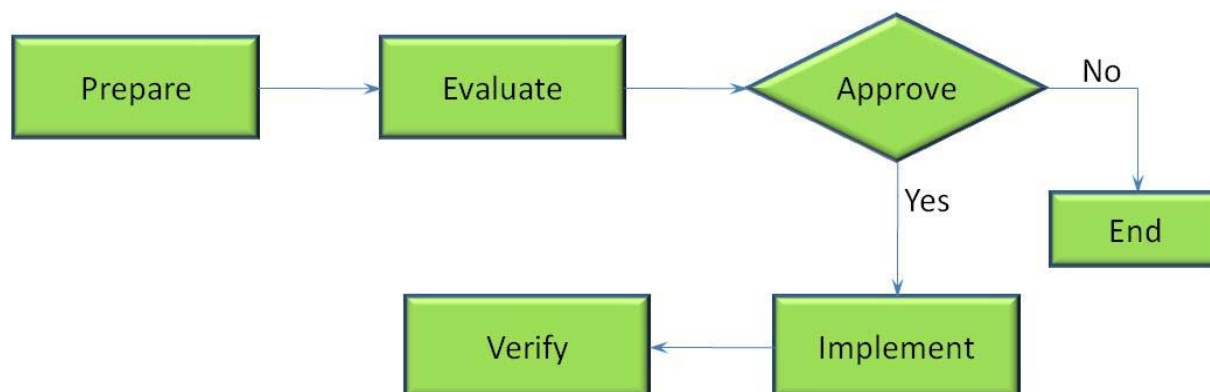 Prepare
Evaluate
Approve
No
Yes
End
Verify
Implement